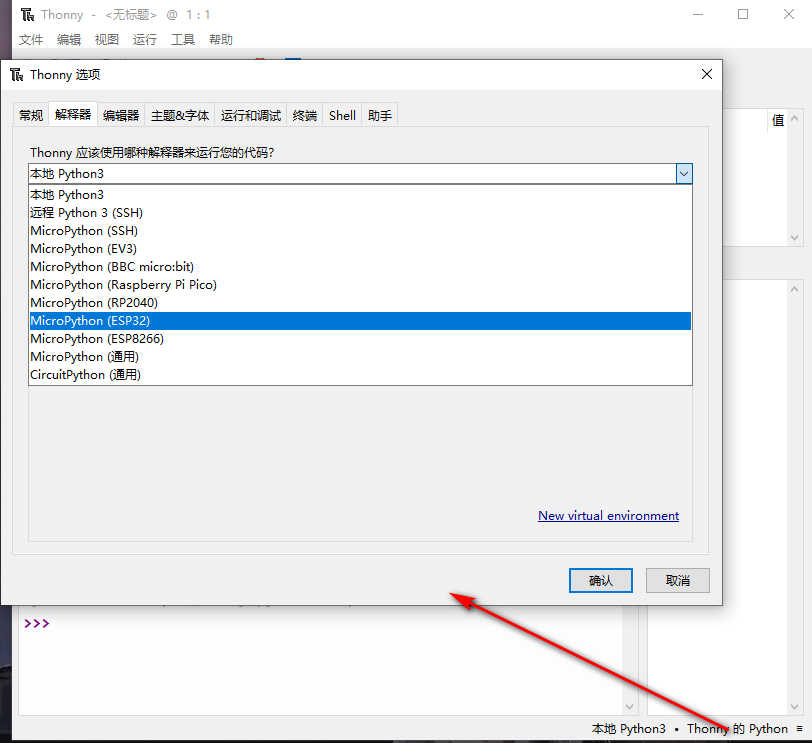 Thonny - <无标题> @ 1 : 1
文件 编辑 视图 运行 工具 帮助
Thonny 选项
常规 解释器 编辑器 主题&字体 运行和调试 终端 Shell 助手
值
Thonny 应该使用哪种解释器来运行您的代码?
本地 Python3
本地 Python3
远程 Python 3 (SSH)
MicroPython (SSH)
MicroPython (EV3)
MicroPython (BBC micro:bit)
MicroPython (Raspberry Pi Pico)
MicroPython (RP2040)
MicroPython (ESP32)
MicroPython (ESP8266)
MicroPython (通用)
CircuitPython (通用)
New virtual environment
确认 取消
>>>
本地 Python3 • Thonny 的 Python ≡